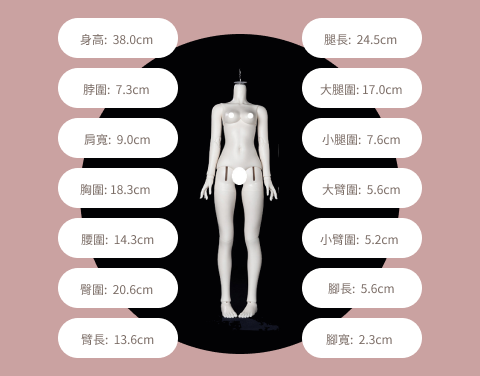 身高: 38.0cm
脖圍: 7.3cm
肩寬: 9.0cm
胸圍: 18.3cm
腰圍: 14.3cm
臀圍: 20.6cm
臂長: 13.6cm
腿長: 24.5cm
大腿圍: 17.0cm
小腿圍: 7.6cm
大臂圍: 5.6cm
小臂圍: 5.2cm
腳長: 5.6cm
腳寬: 2.3cm